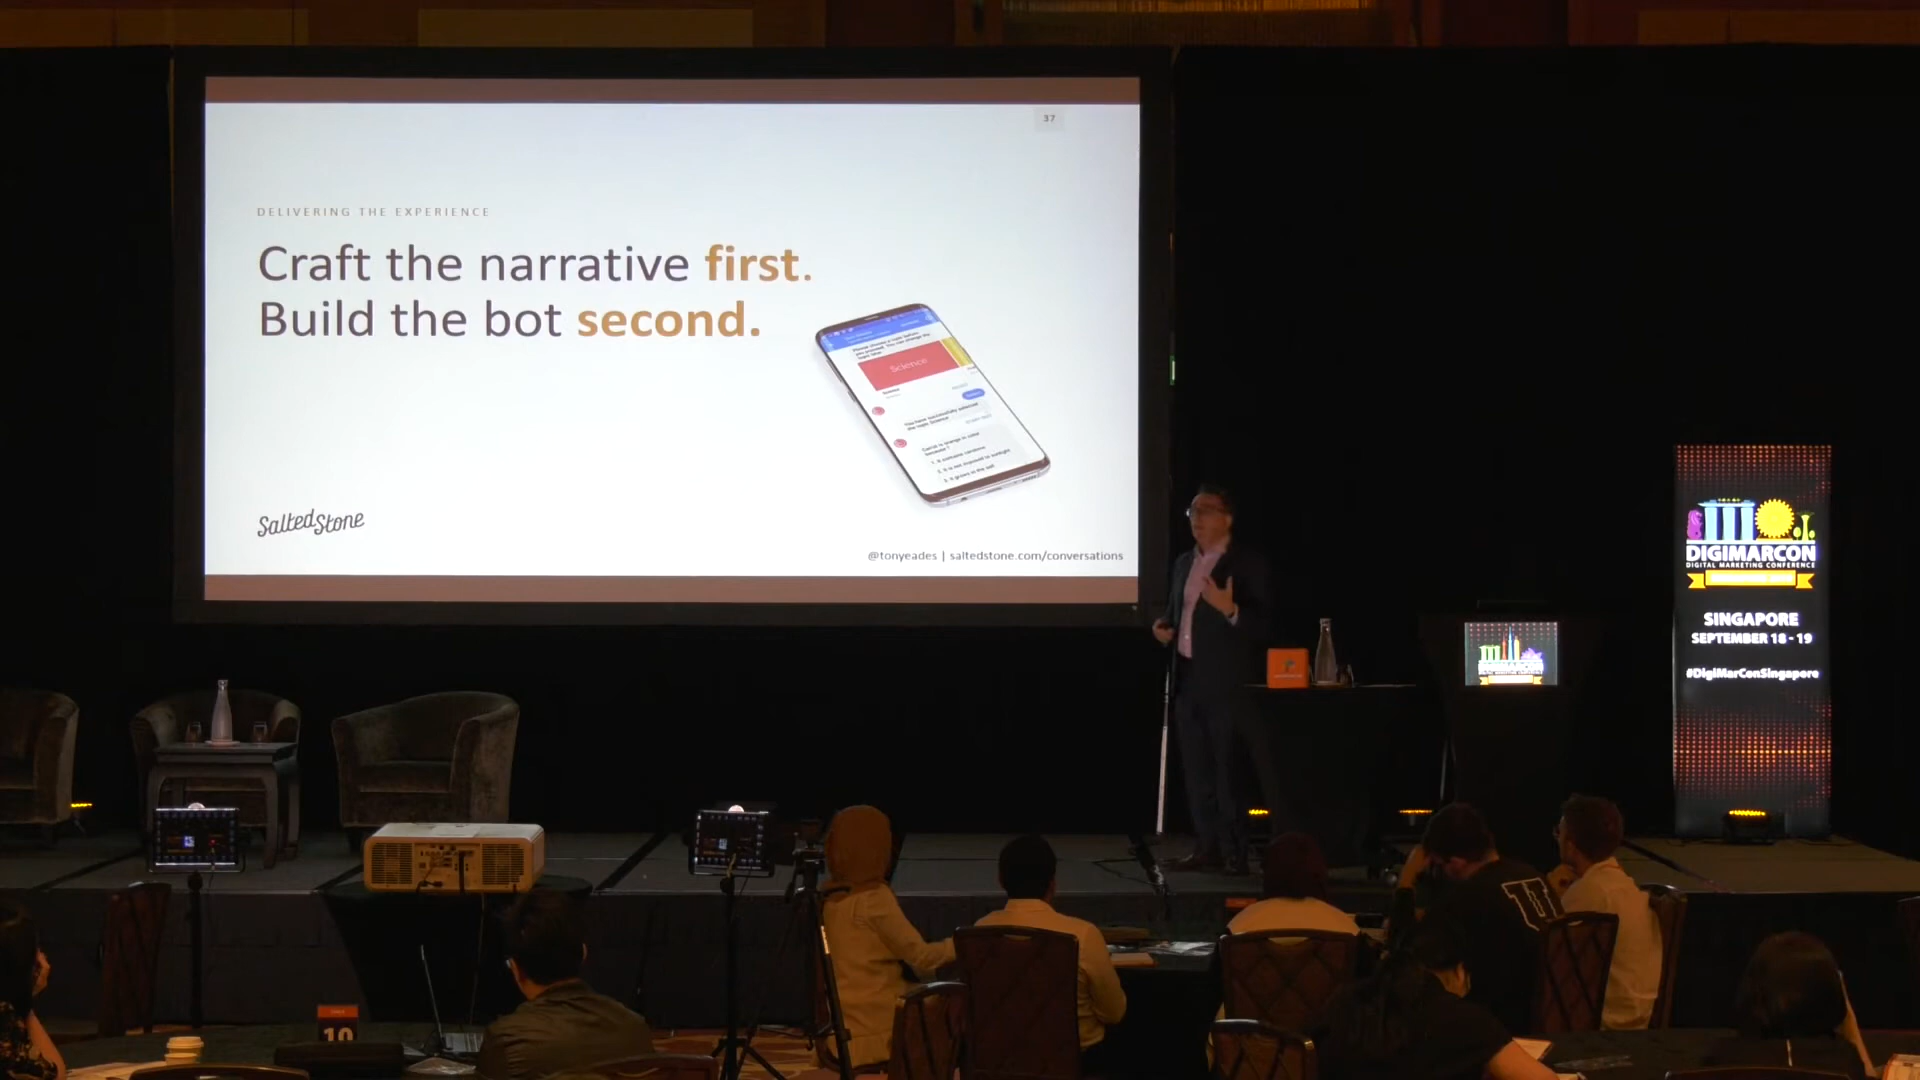 37
DELIVERING THE EXPERIENCE
Craft the narrative first.
Build the bot second.
Science
SaltedStone
@tonyeades | saltedstone.com/conversations
DIGIMARCON
DIGITAL MARKETING CONFERENCE
SINGAPORE
SEPTEMBER 18 - 19
#DigiMarConSingapore
10